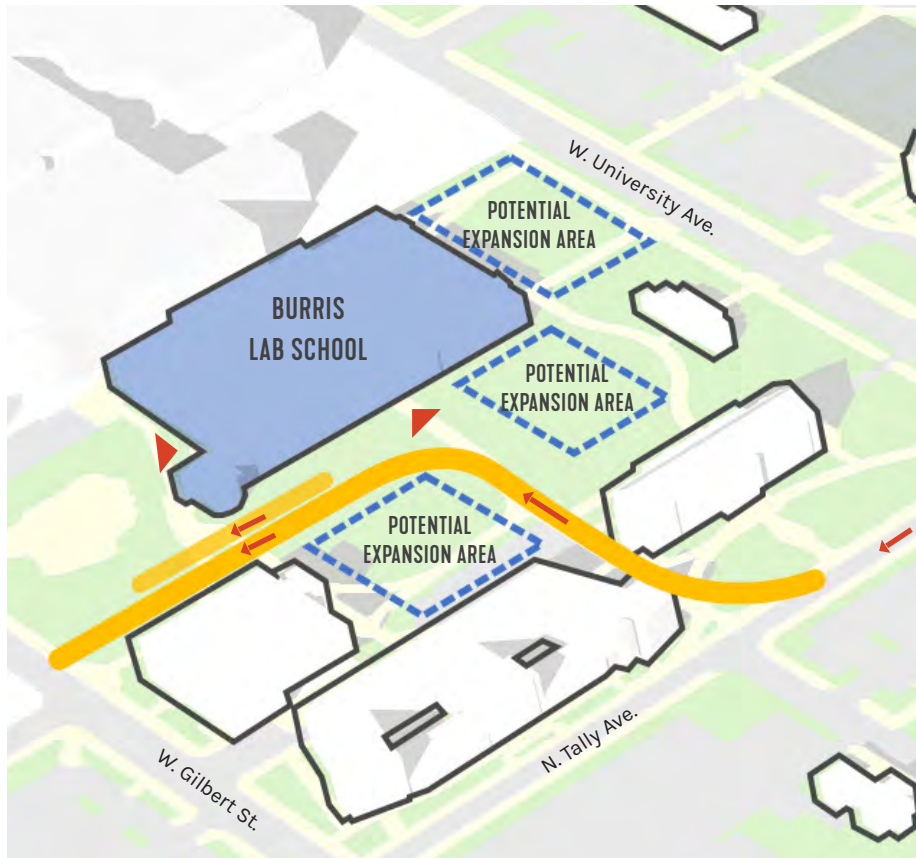 W. University Ave.
POTENTIAL
EXPANSION AREA
BURRIS
LAB SCHOOL
POTENTIAL
EXPANSION AREA
POTENTIAL
EXPANSION AREA
N. Tally Ave.
W. Gilbert St.